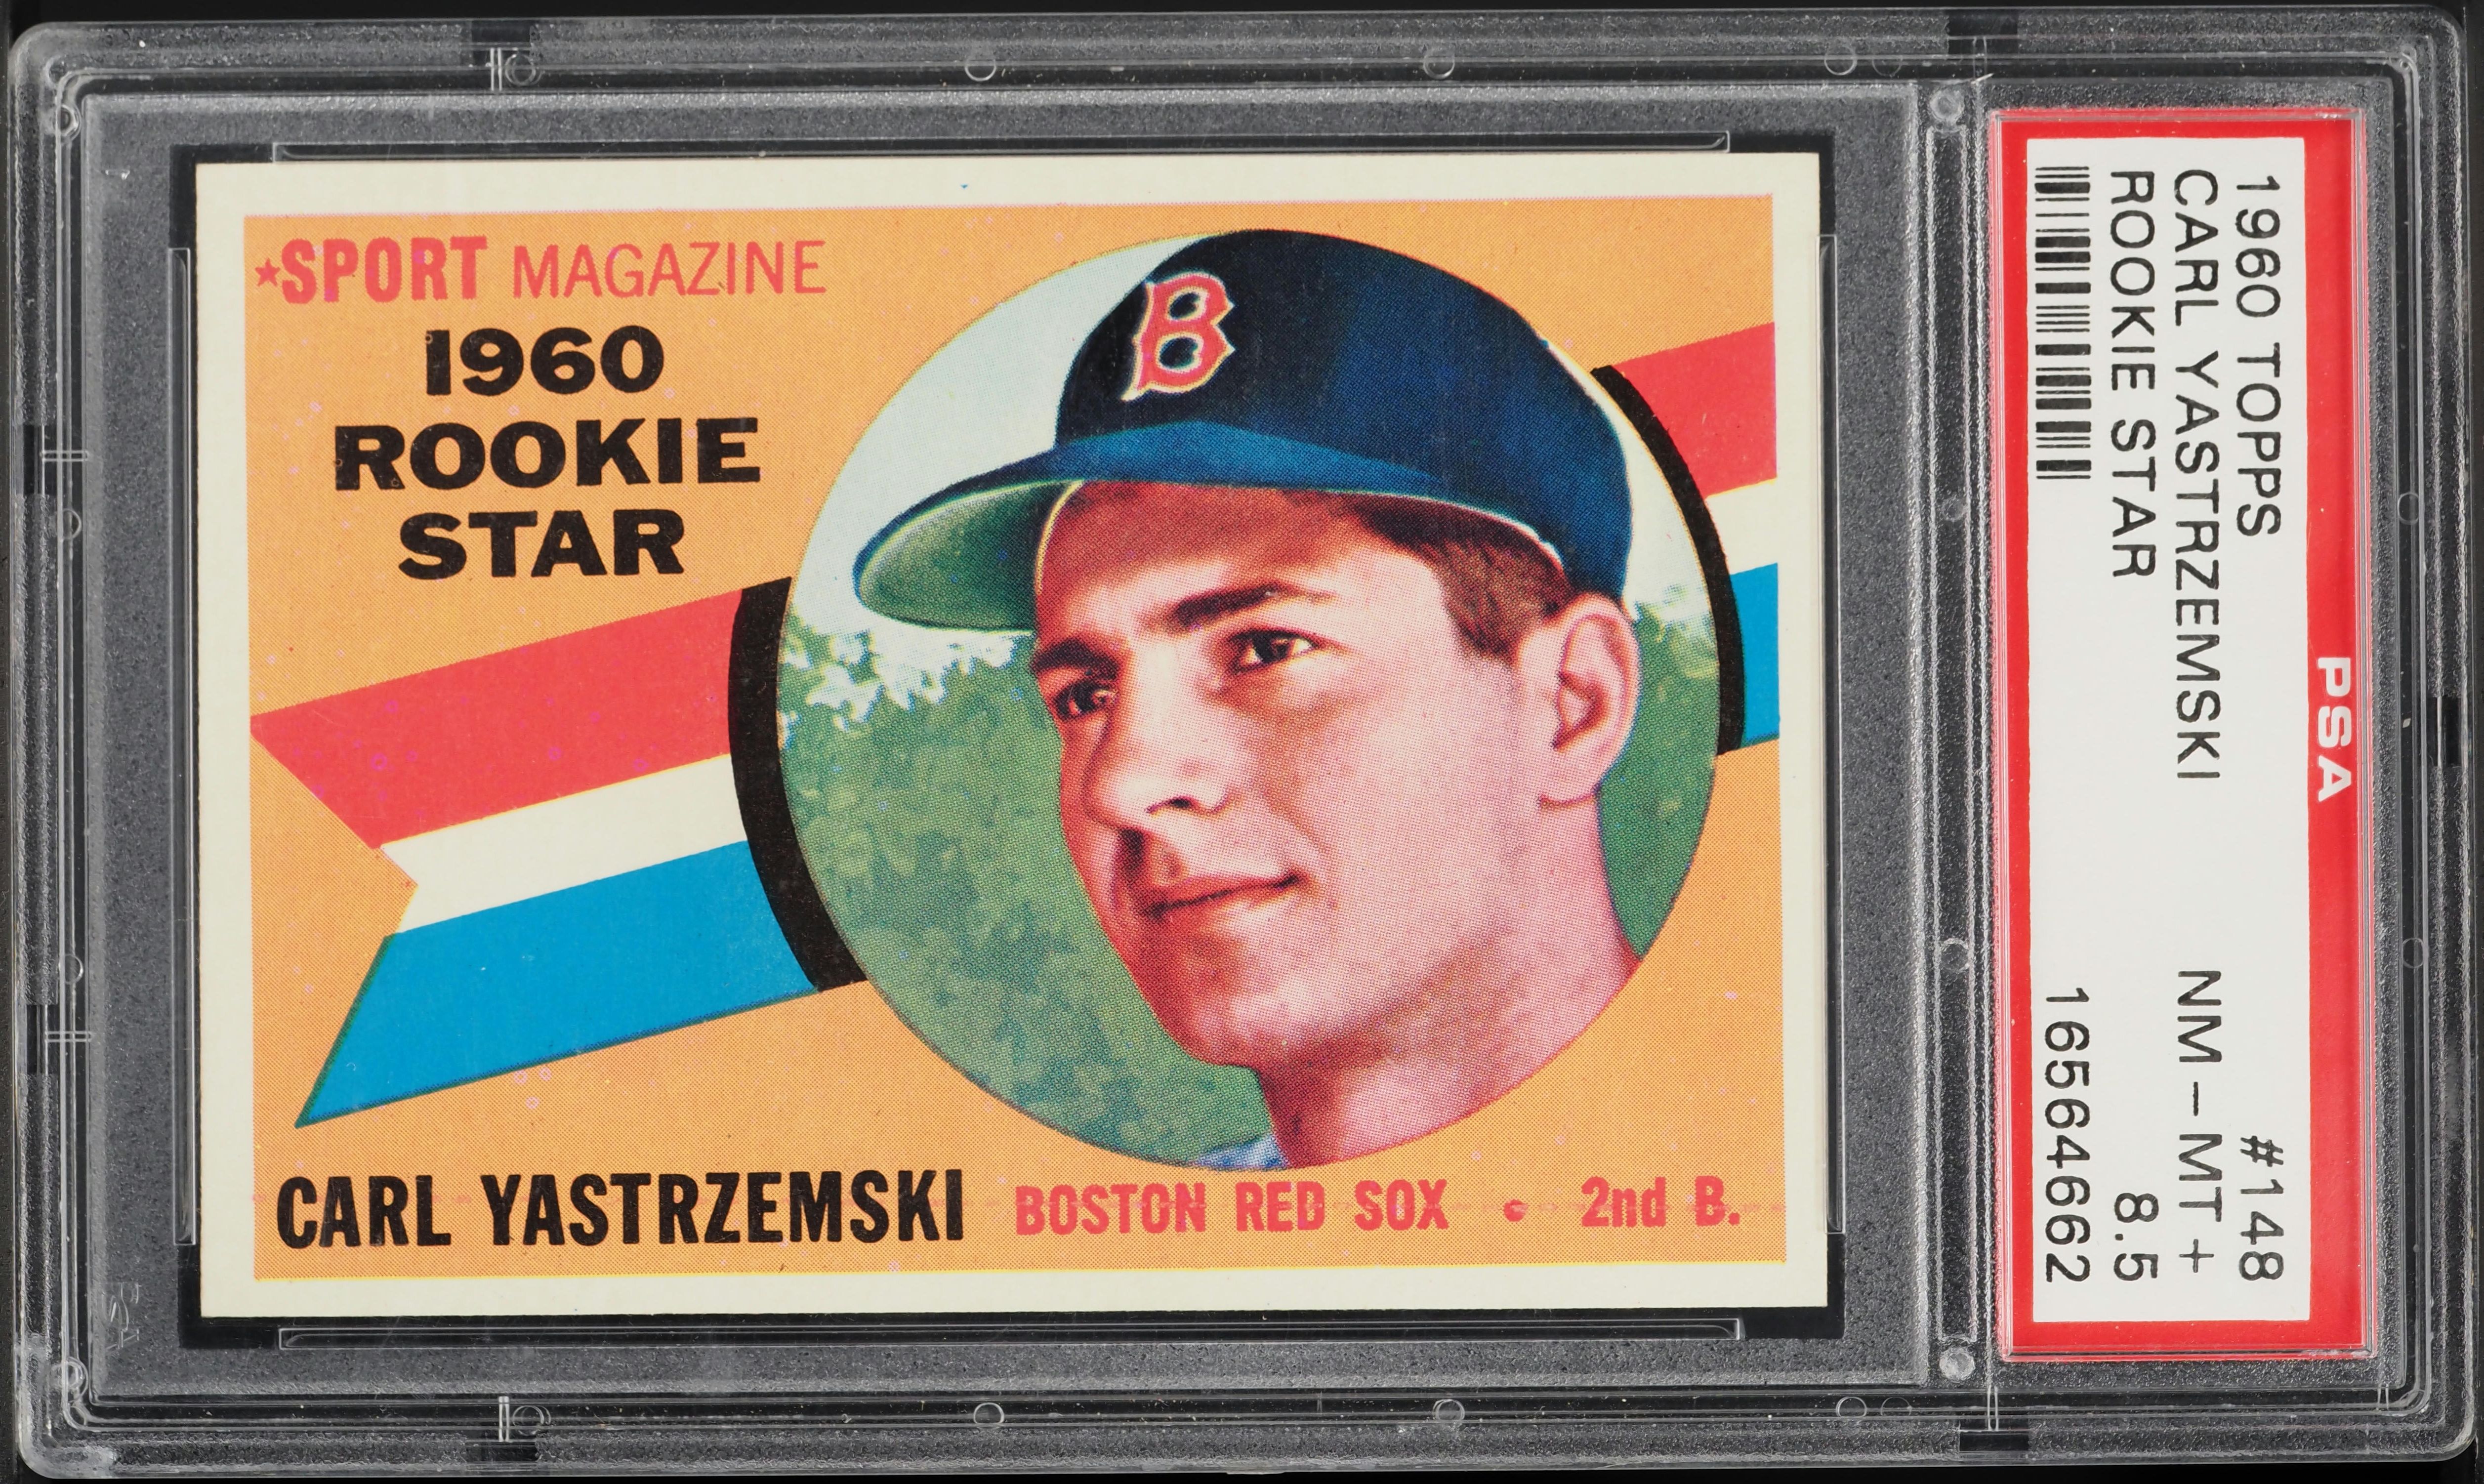 ★SPORT MAGAZINE
1960
ROOKIE
STAR
B
CARL YASTRZEMSKI BOSTON RED SOX • 2nd B.
PSA
1960 TOPPS #148
CARL YASTRZEMSKI NM-MT+
ROOKIE STAR 8.5
16564662